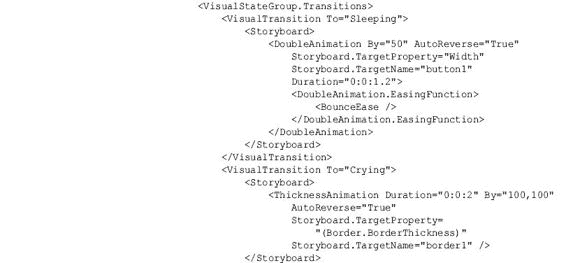 <VisualStateGroup.Transitions>
<VisualTransition To="Sleeping">
<Storyboard>
<DoubleAnimation By="50" AutoReverse="True"
Storyboard.TargetProperty="Width"
Storyboard.TargetName="button1"
Duration="0:0:1.2">
<DoubleAnimation.EasingFunction>
<BounceEase />
</DoubleAnimation.EasingFunction>
</DoubleAnimation>
</Storyboard>
</VisualTransition>
<VisualTransition To="Crying">
<Storyboard>
<ThicknessAnimation Duration="0:0:2" By="100,100"
AutoReverse="True"
Storyboard.TargetProperty=
"(Border.BorderThickness)"
Storyboard.TargetName="border1" />
</Storyboard>